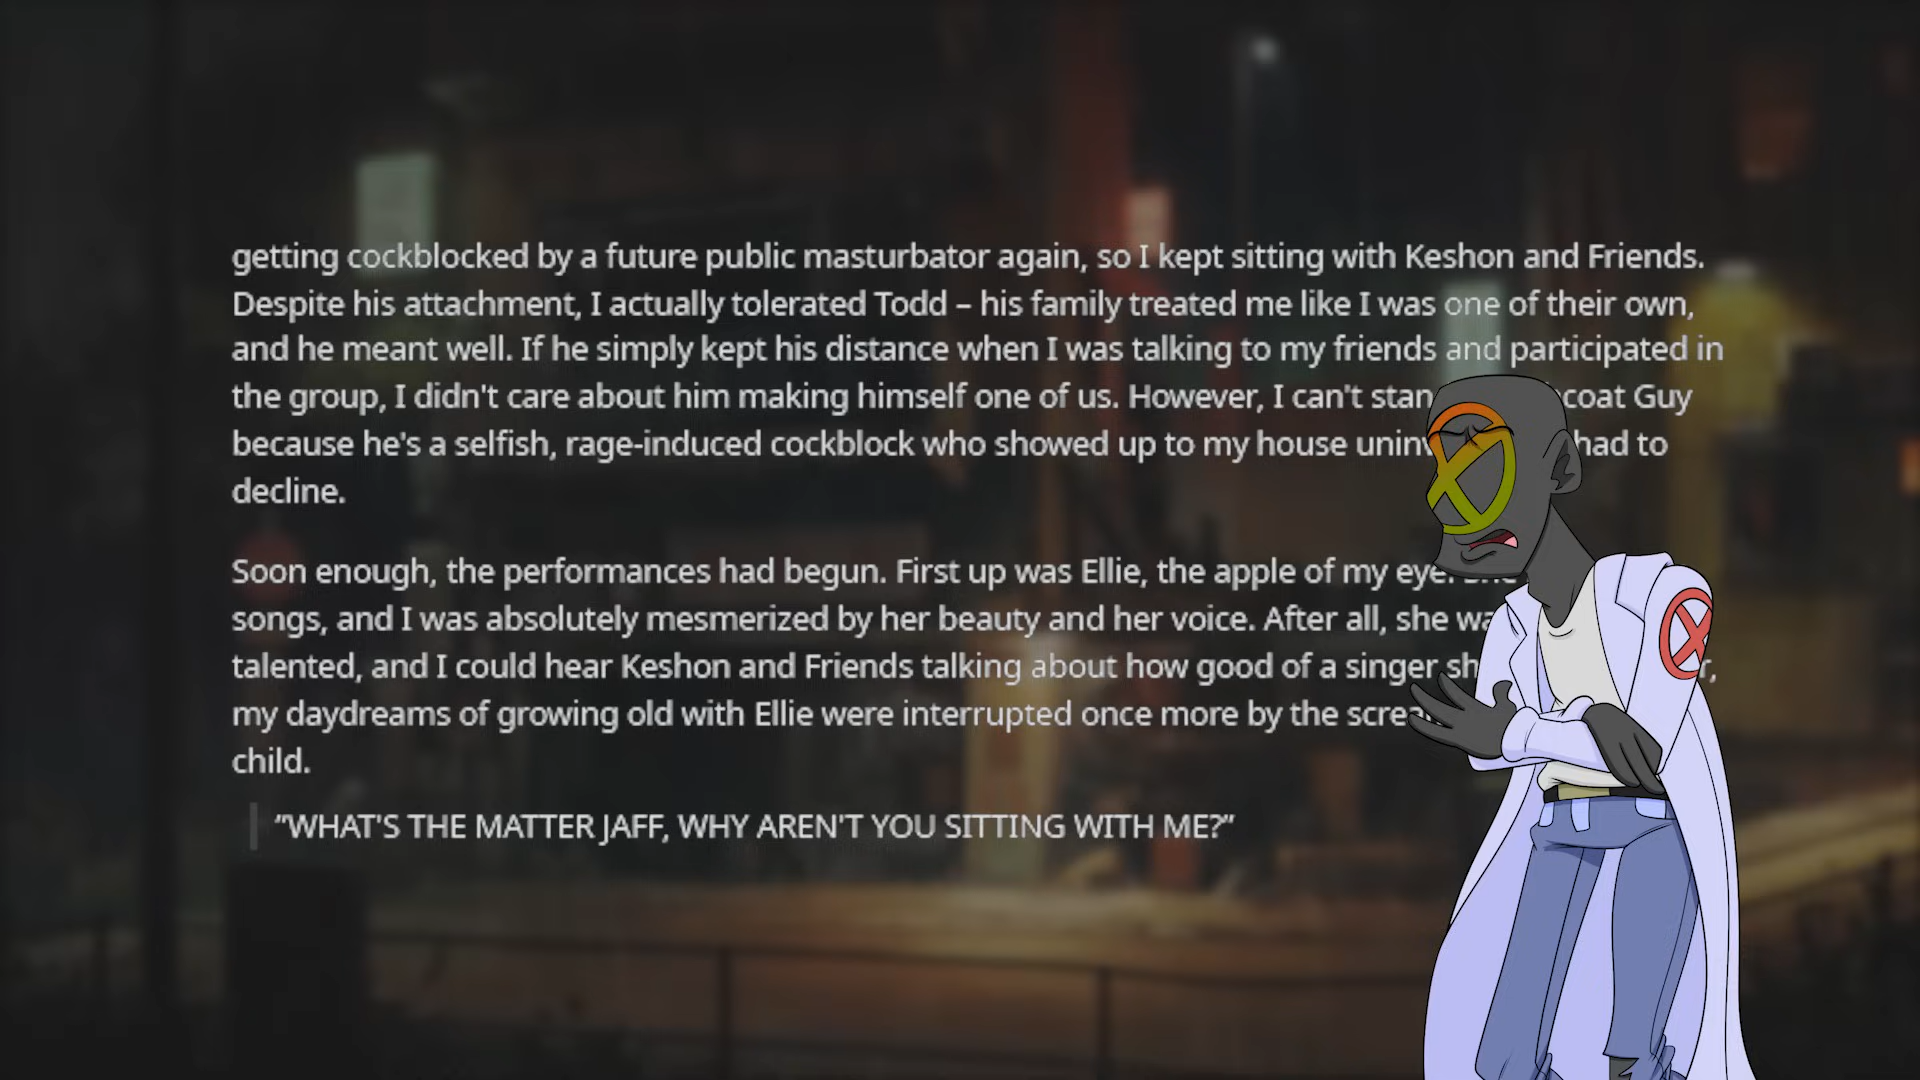 getting cockblocked by a future public masturbator again, so I kept sitting with Keshon and Friends.
Despite his attachment, I actually tolerated Todd – his family treated me like I was one of their own,
and he meant well. If he simply kept his distance when I was talking to my friends and participated in
the group, I didn't care about him making himself one of us. However, I can't stan coat Guy
because he's a selfish, rage-induced cockblock who showed up to my house uninv had to
decline.
Soon enough, the performances had begun. First up was Ellie, the apple of my eye.
songs, and I was absolutely mesmerized by her beauty and her voice. After all, she wa
talented, and I could hear Keshon and Friends talking about how good of a singer sh r,
my daydreams of growing old with Ellie were interrupted once more by the screa
child.
“WHAT'S THE MATTER JAFF, WHY AREN'T YOU SITTING WITH ME?”